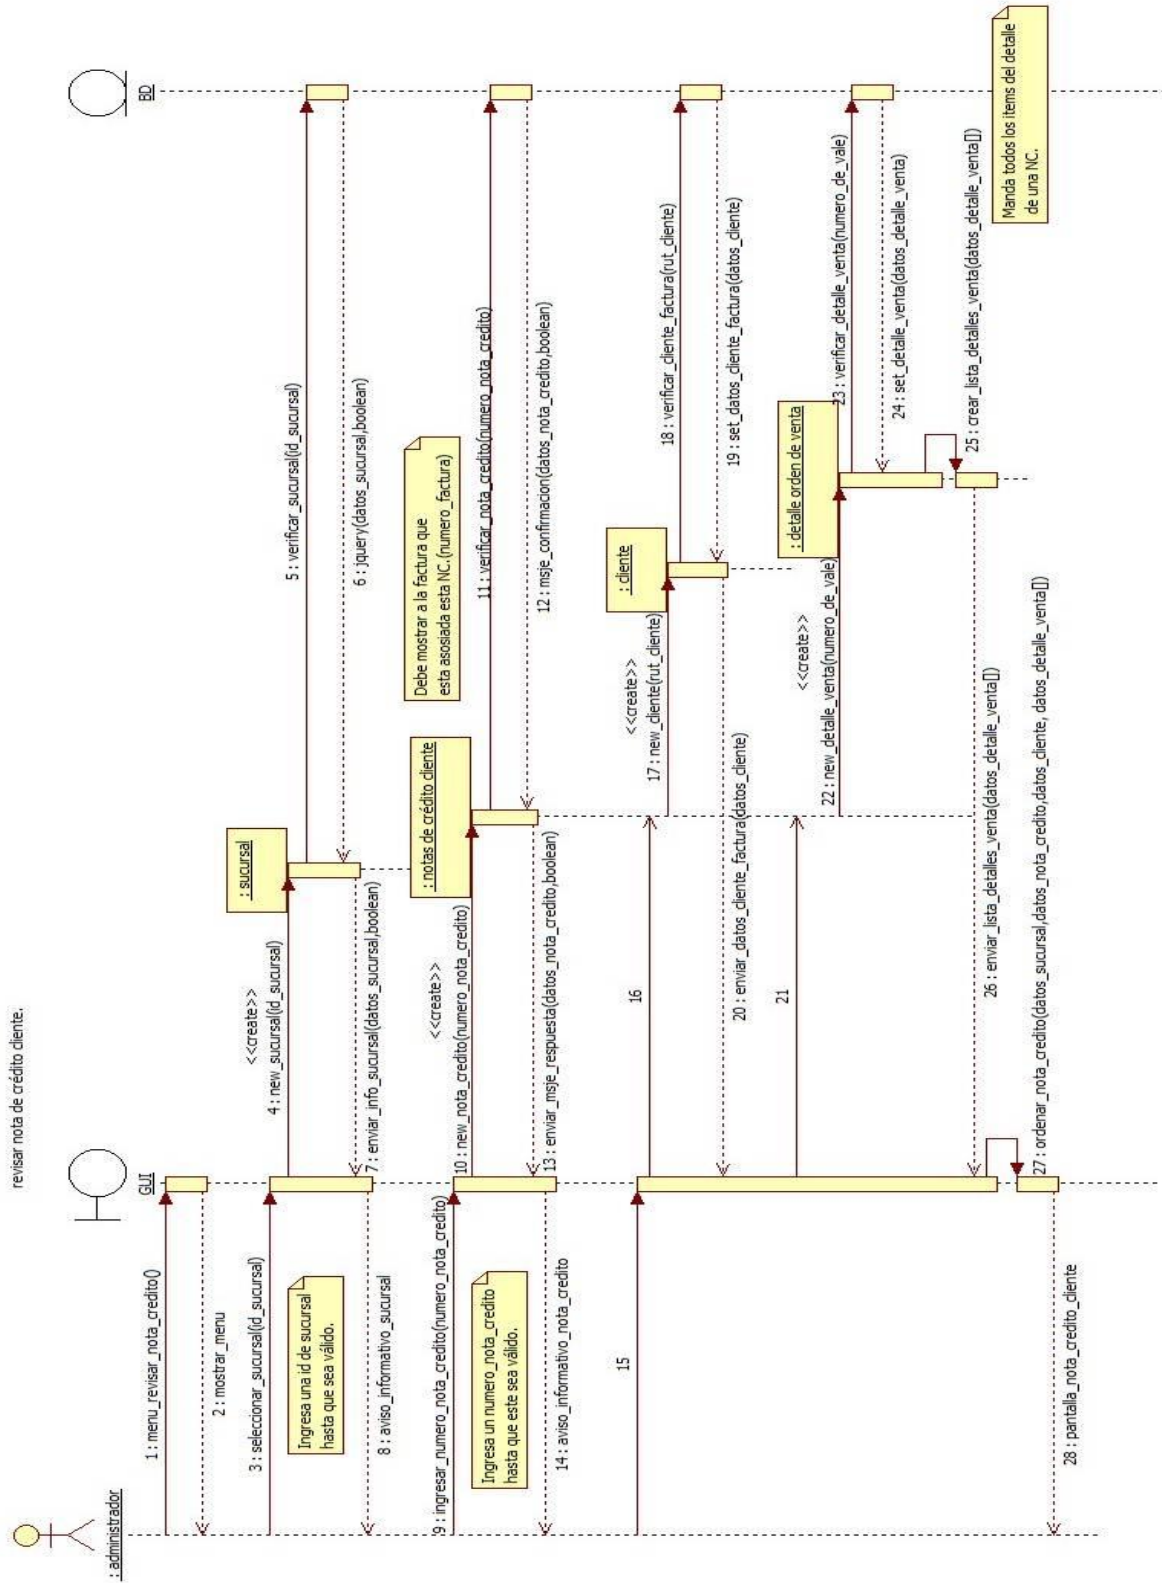 revisar nota de crédito cliente.
: administrador
GUI
BD
1 : menu_revisar_nota_credito()
2 : mostrar_menu
3 : seleccionar_sucursal(id_sucursal)
<<create>>
4 : new_sucursal(id_sucursal)
: sucursal
5 : verificar_sucursal(id_sucursal)
6 : jquery(datos_sucursal,boolean)
7 : enviar_info_sucursal(datos_sucursal,boolean)
Ingresa una id de sucursal
hasta que sea válido.
8 : aviso_informativo_sucursal
9 : ingresar_numero_nota_credito(numero_nota_credito)
<<create>>
10 : new_nota_credito(numero_nota_credito)
: notas de crédito cliente
Debe mostrar a la factura que
esta asosiada esta NC.(numero_factura)
11 : verificar_nota_credito(numero_nota_credito)
12 : msje_confirmacion(datos_nota_credito,boolean)
13 : enviar_msje_respuesta(datos_nota_credito,boolean)
Ingresa un numero_nota_credito
hasta que este sea válido.
14 : aviso_informativo_nota_credito
15
16
<<create>>
17 : new_cliente(rut_cliente)
: cliente
18 : verificar_cliente_factura(rut_cliente)
19 : set_datos_cliente_factura(datos_cliente)
20 : enviar_datos_cliente_factura(datos_cliente)
21
<<create>>
22 : new_detalle_venta(numero_de_vale)
: detalle orden de venta
23 : verificar_detalle_venta(numero_de_vale)
24 : set_detalle_venta(datos_detalle_venta)
25 : crear_lista_detalles_venta(datos_detalle_venta[])
Manda todos los items del detalle
de una NC.
26 : enviar_lista_detalles_venta(datos_detalle_venta[])
27 : ordenar_nota_credito(datos_sucursal,datos_nota_credito,datos_cliente, datos_detalle_venta[])
28 : pantalla_nota_credito_cliente